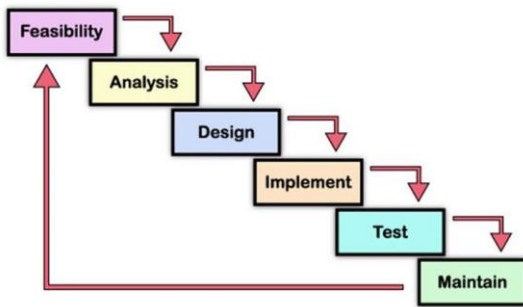 Feasibility
Analysis
Design
Implement
Test
Maintain